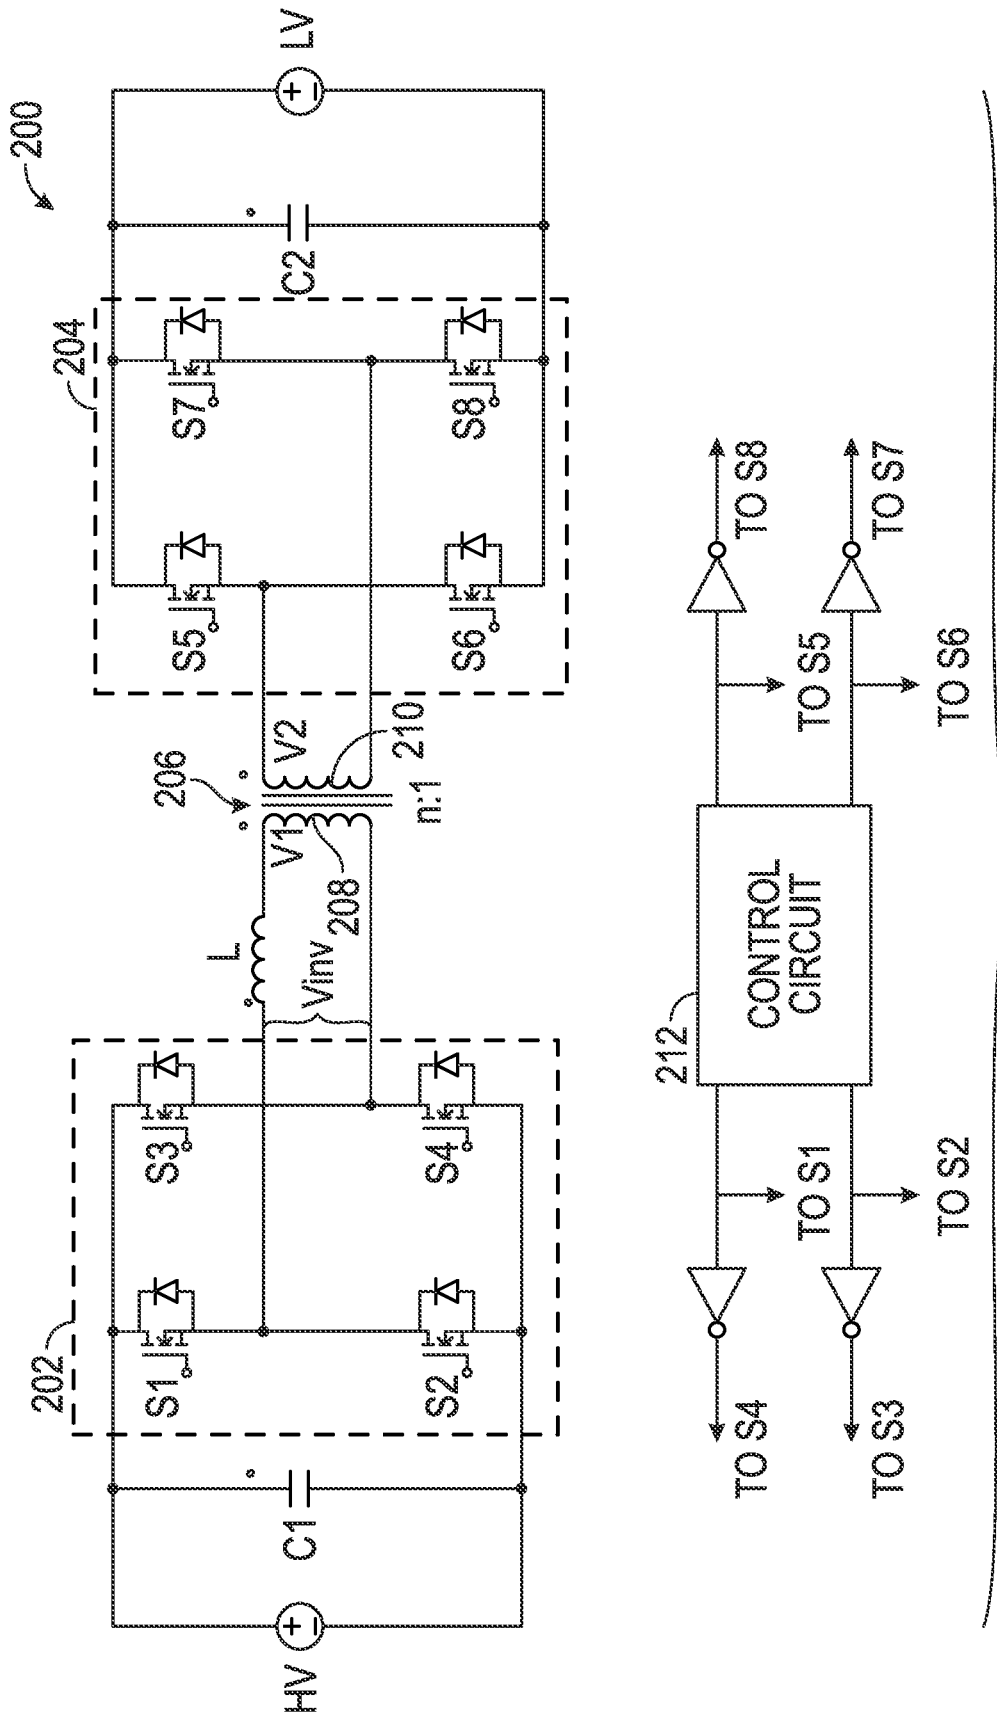 200
202
204
HV
+
−
C1
S1
S2
S3
S4
L
Vinv
V1
208
206
V2
210
n:1
S5
S6
S7
S8
C2
+
−
LV
212
CONTROL
CIRCUIT
TO S4
TO S1
TO S5
TO S8
TO S3
TO S2
TO S6
TO S7